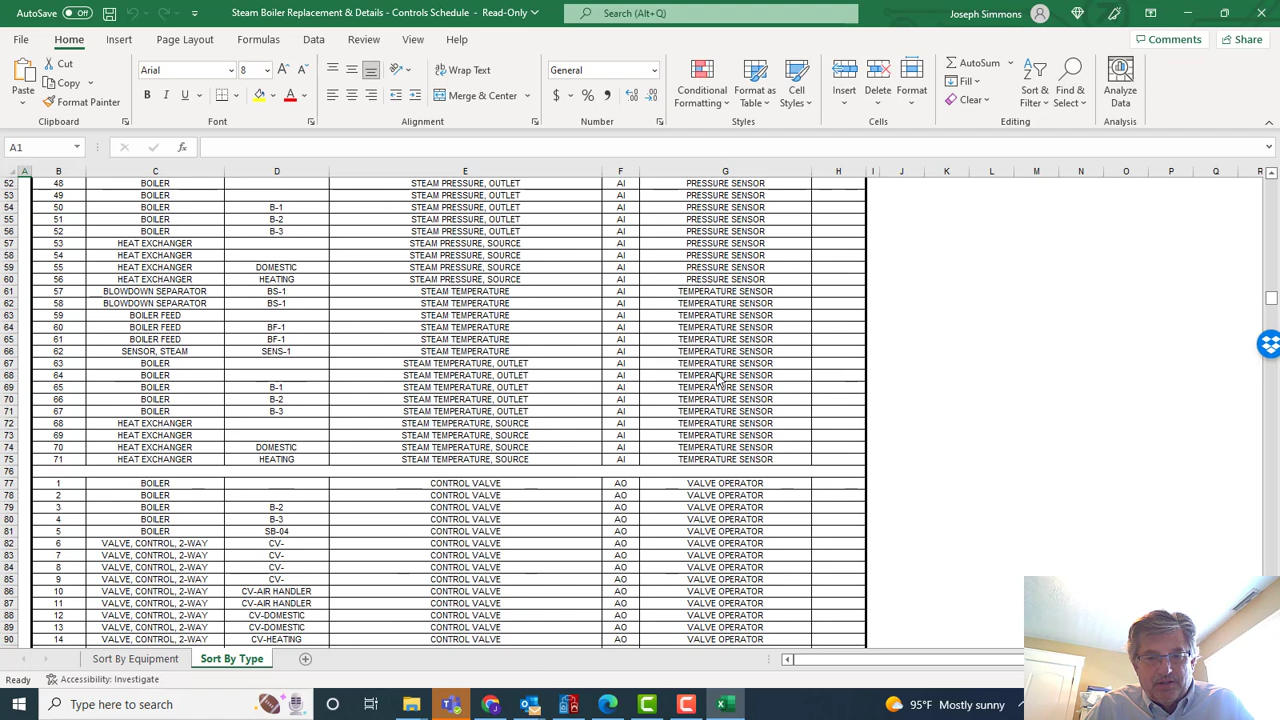 AutoSave Off Steam Boiler Replacement & Details - Controls Schedule - Read-Only Search (Alt+Q) Joseph Simmons
File Home Insert Page Layout Formulas Data Review View Help Comments Share
Paste Cut Copy Format Painter Arial 8 Wrap Text Merge & Center General Conditional Formatting Format as Table Cell Styles Insert Delete Format AutoSum Fill Clear Sort & Filter Find & Select Analyze Data
Clipboard Font Alignment Number Styles Cells Editing Analysis
A1 fx
A B C D E F G H I J K L M N O P Q R
52 48 BOILER STEAM PRESSURE, OUTLET AI PRESSURE SENSOR
53 49 BOILER STEAM PRESSURE, OUTLET AI PRESSURE SENSOR
54 50 BOILER B-1 STEAM PRESSURE, OUTLET AI PRESSURE SENSOR
55 51 BOILER B-2 STEAM PRESSURE, OUTLET AI PRESSURE SENSOR
56 52 BOILER B-3 STEAM PRESSURE, OUTLET AI PRESSURE SENSOR
57 53 HEAT EXCHANGER STEAM PRESSURE, SOURCE AI PRESSURE SENSOR
58 54 HEAT EXCHANGER STEAM PRESSURE, SOURCE AI PRESSURE SENSOR
59 55 HEAT EXCHANGER DOMESTIC STEAM PRESSURE, SOURCE AI PRESSURE SENSOR
60 56 HEAT EXCHANGER HEATING STEAM PRESSURE, SOURCE AI PRESSURE SENSOR
61 57 BLOWDOWN SEPARATOR BS-1 STEAM TEMPERATURE AI TEMPERATURE SENSOR
62 58 BLOWDOWN SEPARATOR BS-1 STEAM TEMPERATURE AI TEMPERATURE SENSOR
63 59 BOILER FEED STEAM TEMPERATURE AI TEMPERATURE SENSOR
64 60 BOILER FEED BF-1 STEAM TEMPERATURE AI TEMPERATURE SENSOR
65 61 BOILER FEED BF-1 STEAM TEMPERATURE AI TEMPERATURE SENSOR
66 62 SENSOR, STEAM SENS-1 STEAM TEMPERATURE AI TEMPERATURE SENSOR
67 63 BOILER STEAM TEMPERATURE, OUTLET AI TEMPERATURE SENSOR
68 64 BOILER STEAM TEMPERATURE, OUTLET AI TEMPERATURE SENSOR
69 65 BOILER B-1 STEAM TEMPERATURE, OUTLET AI TEMPERATURE SENSOR
70 66 BOILER B-2 STEAM TEMPERATURE, OUTLET AI TEMPERATURE SENSOR
71 67 BOILER B-3 STEAM TEMPERATURE, OUTLET AI TEMPERATURE SENSOR
72 68 HEAT EXCHANGER STEAM TEMPERATURE, SOURCE AI TEMPERATURE SENSOR
73 69 HEAT EXCHANGER STEAM TEMPERATURE, SOURCE AI TEMPERATURE SENSOR
74 70 HEAT EXCHANGER DOMESTIC STEAM TEMPERATURE, SOURCE AI TEMPERATURE SENSOR
75 71 HEAT EXCHANGER HEATING STEAM TEMPERATURE, SOURCE AI TEMPERATURE SENSOR
76
77 1 BOILER CONTROL VALVE AO VALVE OPERATOR
78 2 BOILER CONTROL VALVE AO VALVE OPERATOR
79 3 BOILER B-2 CONTROL VALVE AO VALVE OPERATOR
80 4 BOILER B-3 CONTROL VALVE AO VALVE OPERATOR
81 5 BOILER SB-04 CONTROL VALVE AO VALVE OPERATOR
82 6 VALVE, CONTROL, 2-WAY CV- CONTROL VALVE AO VALVE OPERATOR
83 7 VALVE, CONTROL, 2-WAY CV- CONTROL VALVE AO VALVE OPERATOR
84 8 VALVE, CONTROL, 2-WAY CV- CONTROL VALVE AO VALVE OPERATOR
85 9 VALVE, CONTROL, 2-WAY CV- CONTROL VALVE AO VALVE OPERATOR
86 10 VALVE, CONTROL, 2-WAY CV-AIR HANDLER CONTROL VALVE AO VALVE OPERATOR
87 11 VALVE, CONTROL, 2-WAY CV-AIR HANDLER CONTROL VALVE AO VALVE OPERATOR
88 12 VALVE, CONTROL, 2-WAY CV-DOMESTIC CONTROL VALVE AO VALVE OPERATOR
89 13 VALVE, CONTROL, 2-WAY CV-DOMESTIC CONTROL VALVE AO VALVE OPERATOR
90 14 VALVE, CONTROL, 2-WAY CV-HEATING CONTROL VALVE AO VALVE OPERATOR
Sort By Equipment Sort By Type
Ready Accessibility: Investigate
Type here to search 95°F Mostly sunny